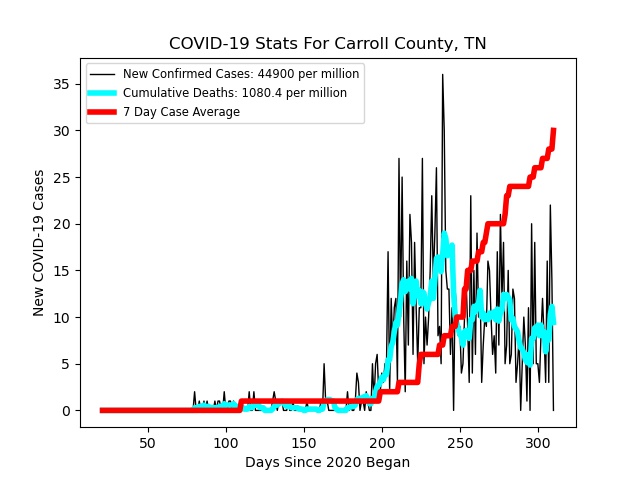 COVID-19 Stats For Carroll County, TN
New Confirmed Cases: 44900 per million
Cumulative Deaths: 1080.4 per million
7 Day Case Average
New COVID-19 Cases
35
30
25
20
15
10
5
0
50
100
150
200
250
300
Days Since 2020 Began